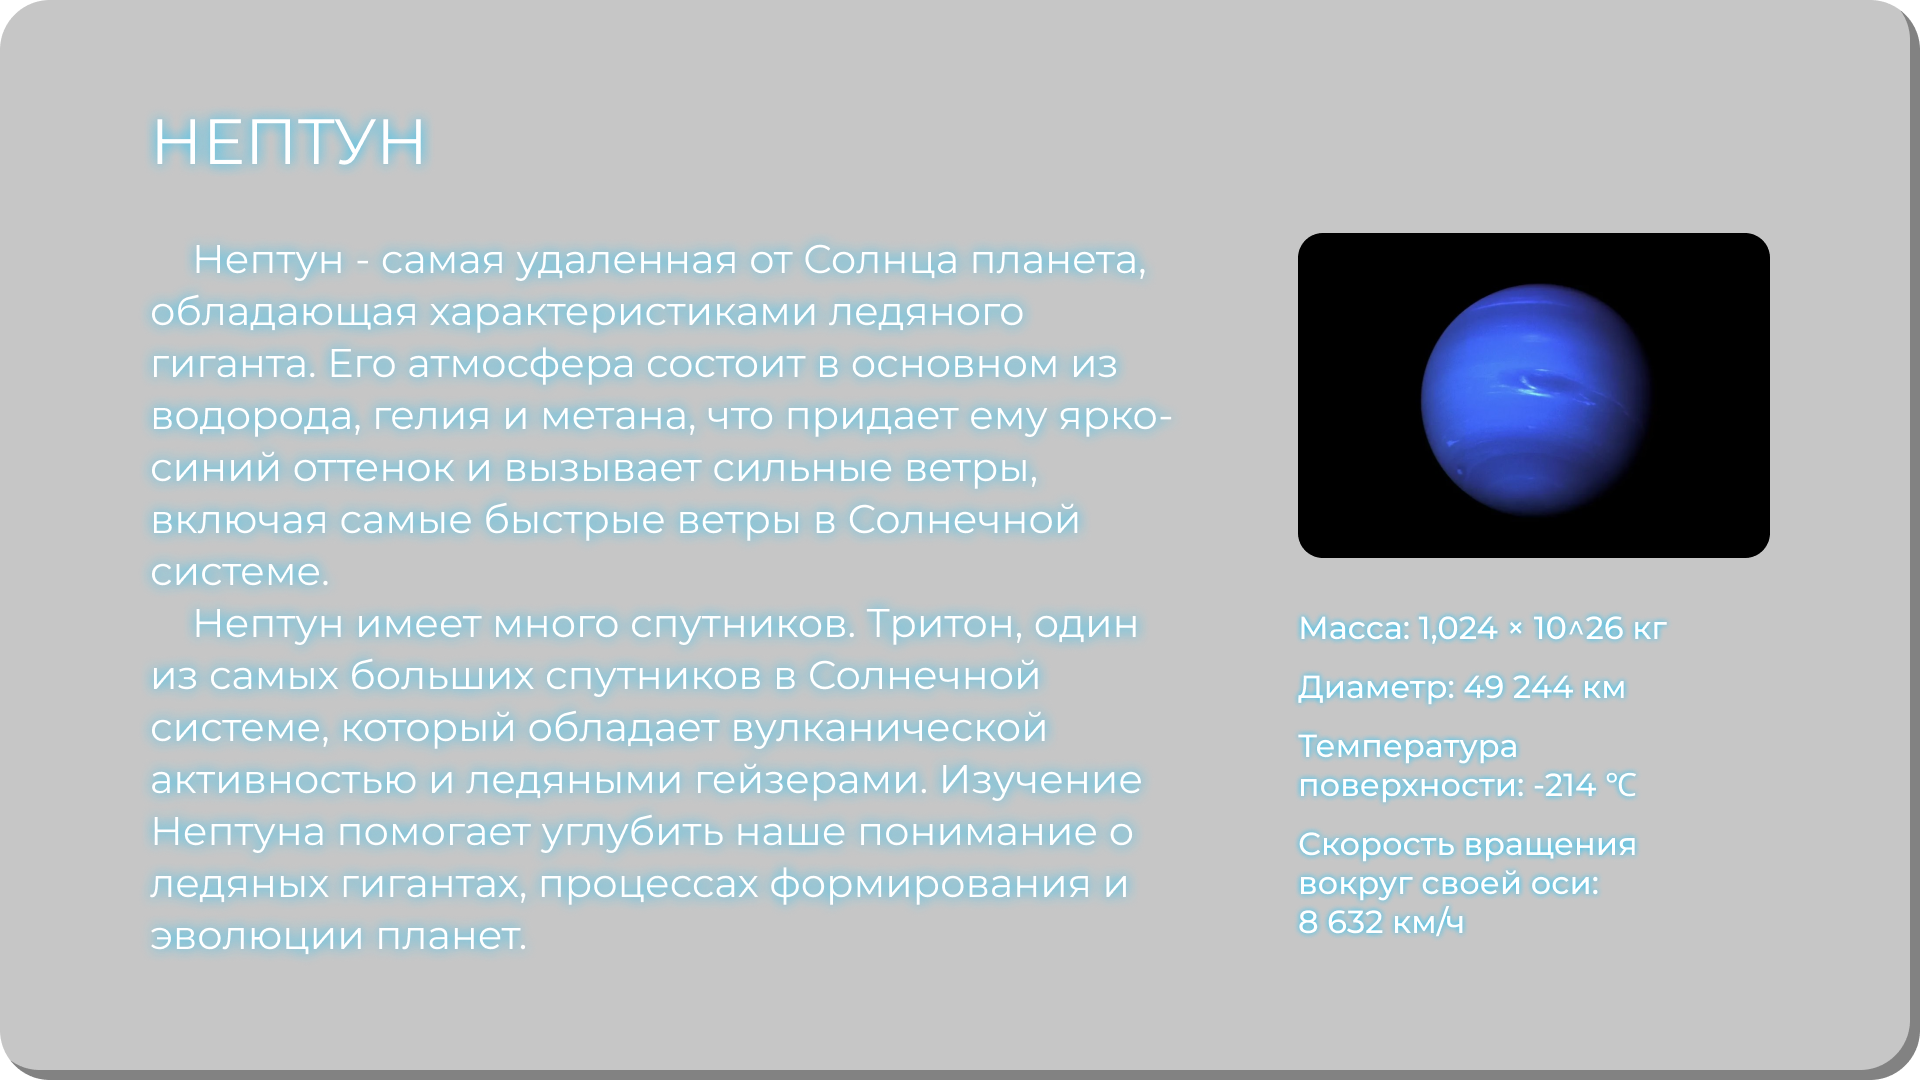 НЕПТУН
Нептун - самая удаленная от Солнца планета,
обладающая характеристиками ледяного
гиганта. Его атмосфера состоит в основном из
водорода, гелия и метана, что придает ему ярко-
синий оттенок и вызывает сильные ветры,
включая самые быстрые ветры в Солнечной
системе.
Нептун имеет много спутников. Тритон, один
из самых больших спутников в Солнечной
системе, который обладает вулканической
активностью и ледяными гейзерами. Изучение
Нептуна помогает углубить наше понимание о
ледяных гигантах, процессах формирования и
эволюции планет.
Масса: 1,024 × 10^26 кг
Диаметр: 49 244 км
Температура
поверхности: -214 ℃
Скорость вращения
вокруг своей оси:
8 632 км/ч